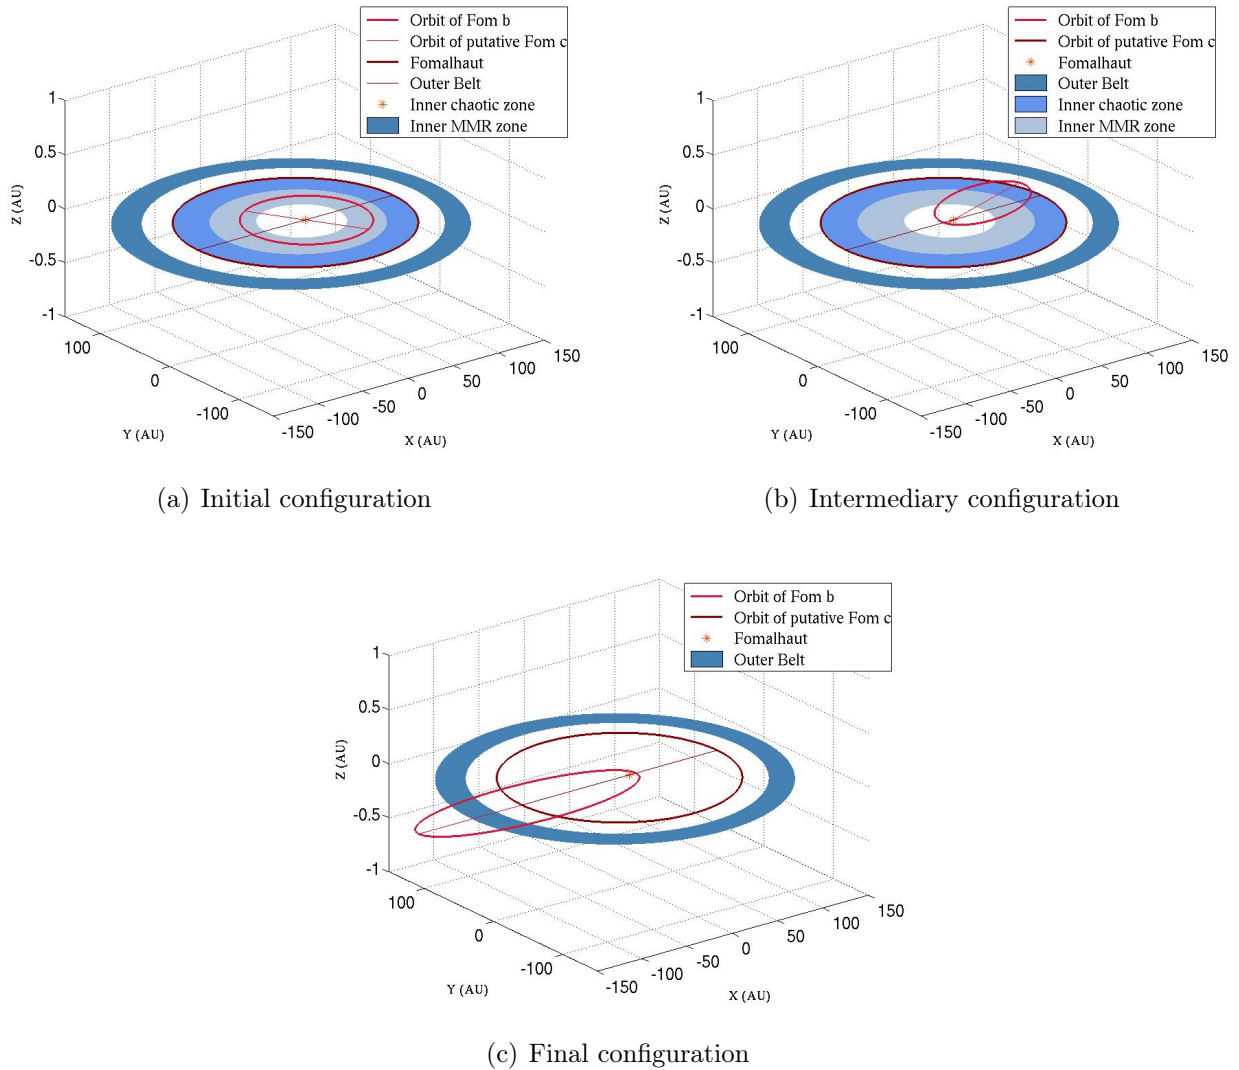 Orbit of Fom b
Orbit of putative Fom c
Fomalhaut
Outer Belt
Inner chaotic zone
Inner MMR zone
1
0.5
0
-0.5
-1
Z (AU)
100
0
-100
Y (AU)
-150
-100
-50
0
50
100
150
X (AU)
(a) Initial configuration
Orbit of Fom b
Orbit of putative Fom c
Fomalhaut
Outer Belt
Inner chaotic zone
Inner MMR zone
1
0.5
0
-0.5
-1
Z (AU)
100
0
-100
Y (AU)
-150
-100
-50
0
50
100
150
X (AU)
(b) Intermediary configuration
Orbit of Fom b
Orbit of putative Fom c
Fomalhaut
Outer Belt
1
0.5
0
-0.5
-1
Z (AU)
100
0
-100
Y (AU)
-150
-100
-50
0
50
100
150
X (AU)
(c) Final configuration